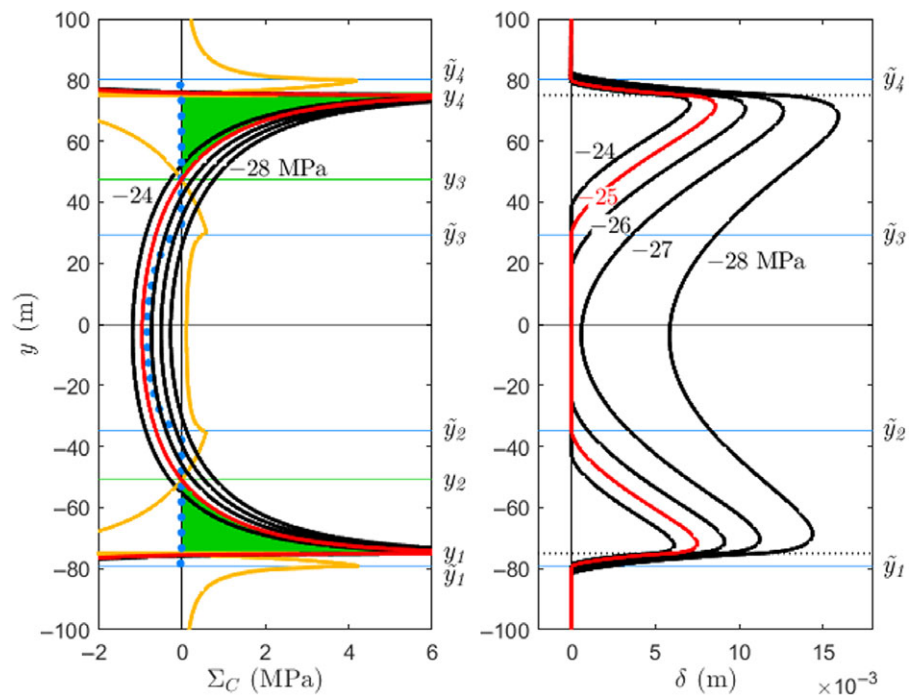 100
80
60
40
20
0
−20
−40
−60
−80
−100
y (m)
−2
0
2
4
6
Σ_C (MPa)
−24
−28 MPa
ỹ₄
y₄
y₃
ỹ₃
ỹ₂
y₂
y₁
ỹ₁
100
80
60
40
20
0
−20
−40
−60
−80
−100
0
5
10
15
δ (m)
×10⁻³
−24
−25
−26
−27
−28 MPa
ỹ₄
ỹ₃
ỹ₂
ỹ₁